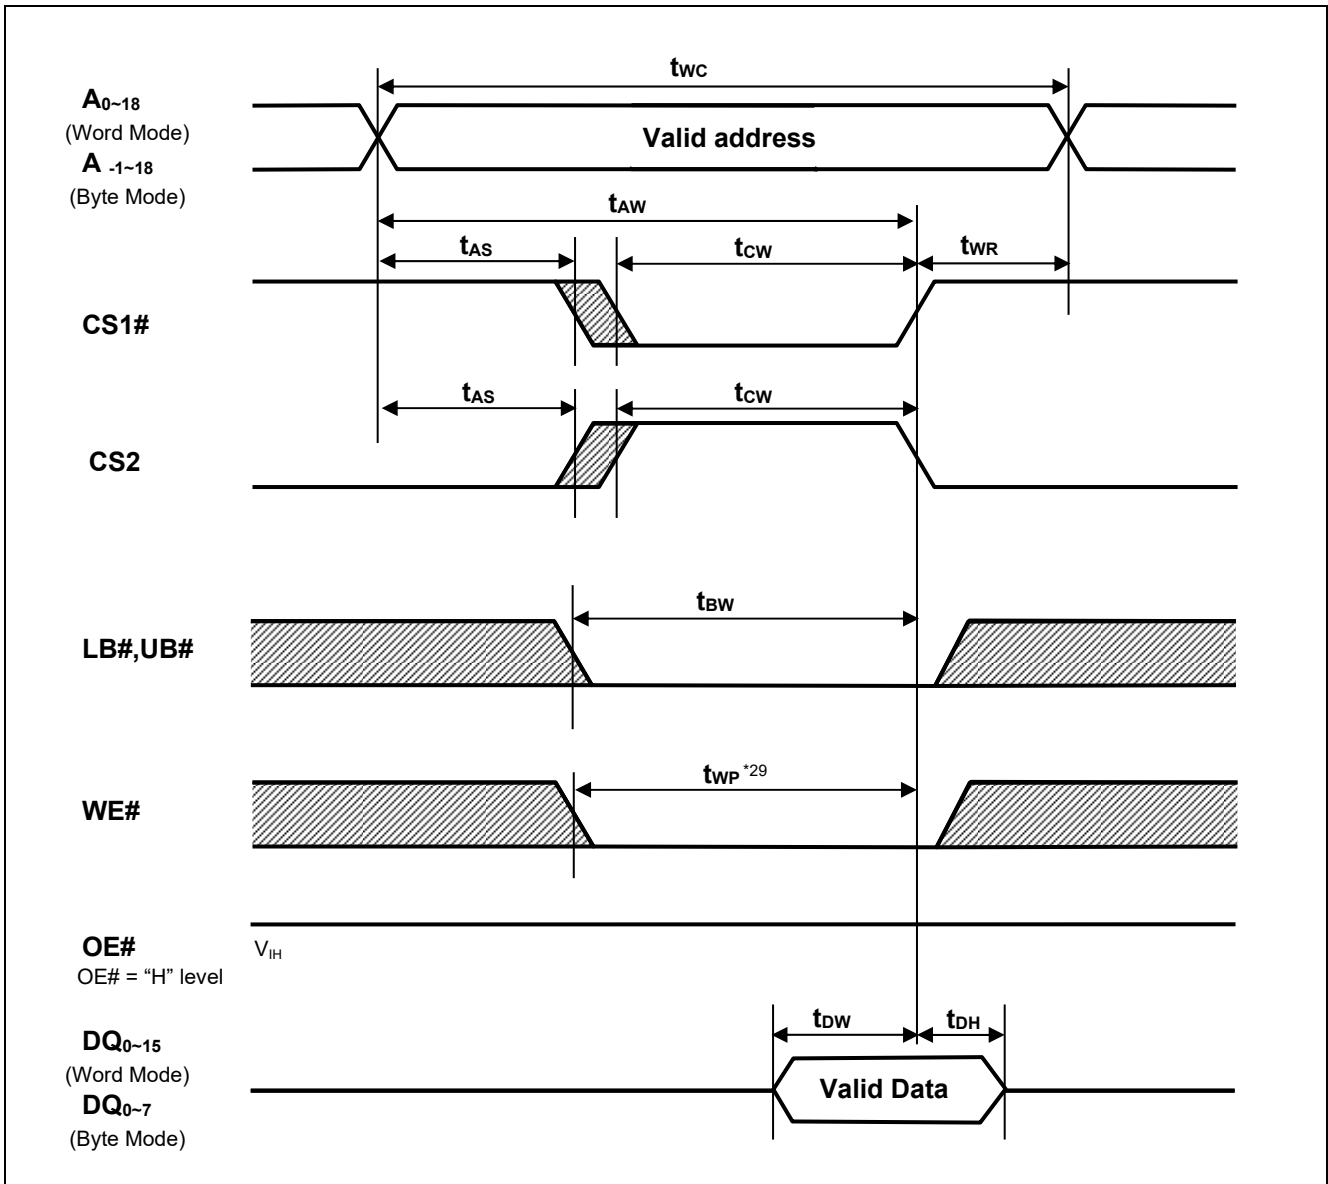 tWC
A0~18
(Word Mode)
Valid address
A -1~18
(Byte Mode)
tAW
tAS
tCW
tWR
CS1#
tAS
tCW
CS2
tBW
LB#,UB#
tWP *29
WE#
OE#
VIH
OE# = “H” level
tDW
tDH
DQ0~15
(Word Mode)
Valid Data
DQ0~7
(Byte Mode)